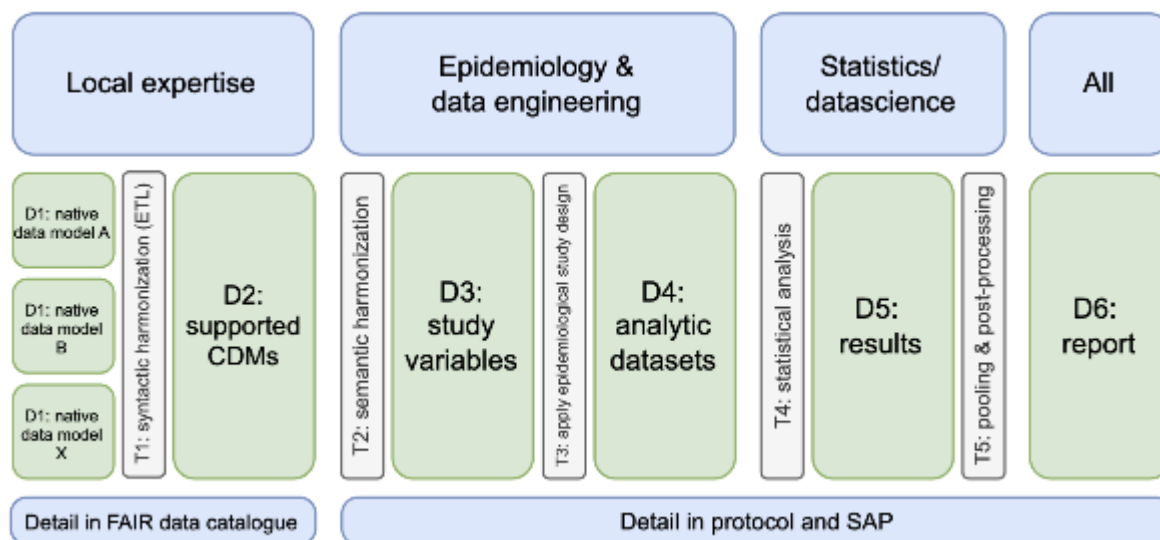 Local expertise
Epidemiology &
data engineering
Statistics/
datascience
All
D1: native
data model A
D1: native
data model
B
D1: native
data model
X
T1: syntactic harmonization (ETL)
D2:
supported
CDMs
T2: semantic harmonization
D3:
study
variables
T3: apply epidemiological study design
D4:
analytic
datasets
T4: statistical analysis
D5:
results
T5: pooling & post-processing
D6:
report
Detail in FAIR data catalogue
Detail in protocol and SAP